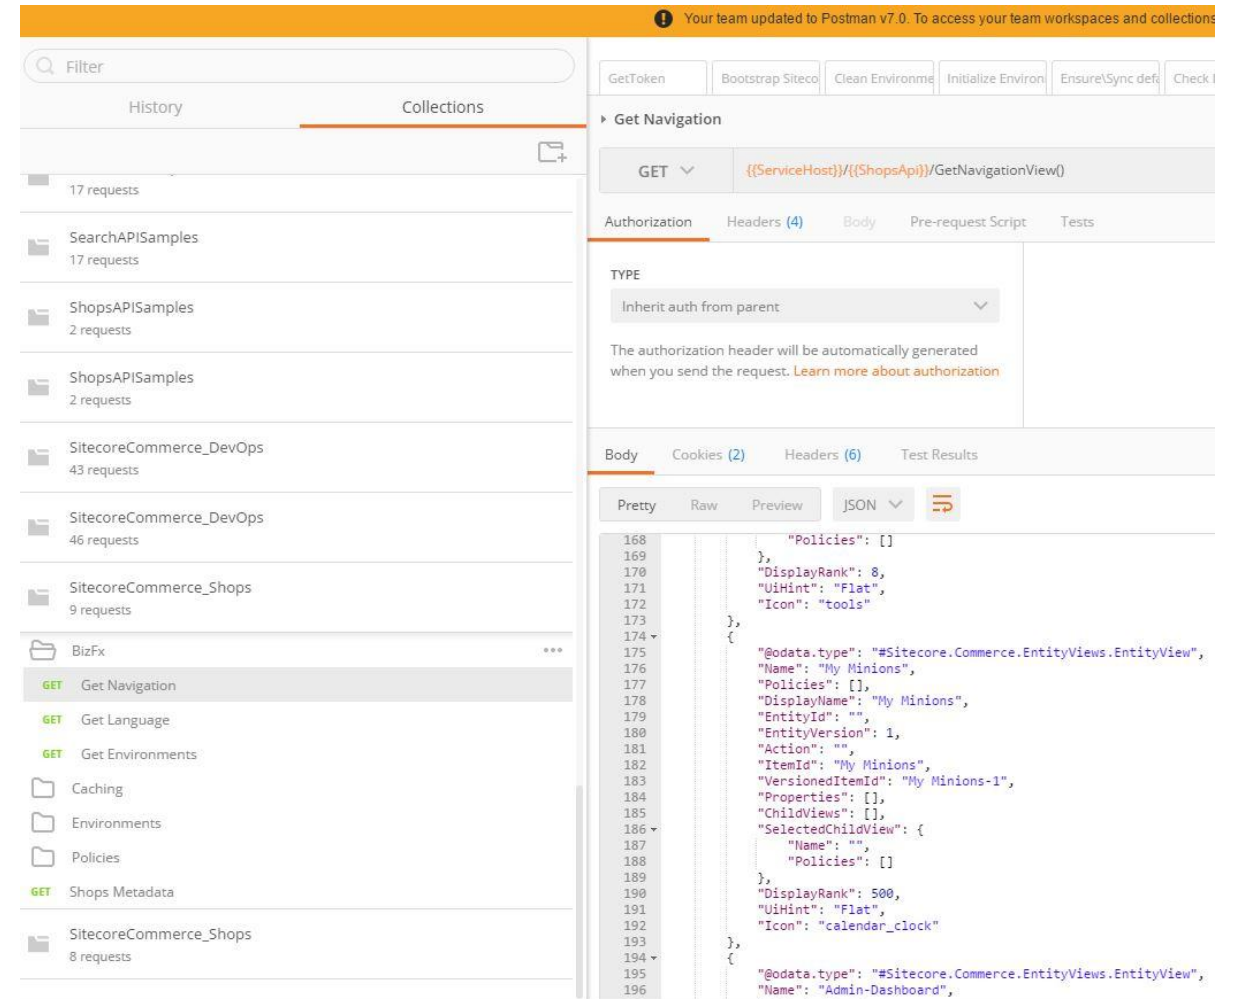 Your team updated to Postman v7.0. To access your team workspaces and collections
Filter
History Collections
17 requests
SearchAPISamples
17 requests
ShopsAPISamples
2 requests
ShopsAPISamples
2 requests
SitecoreCommerce_DevOps
43 requests
SitecoreCommerce_DevOps
46 requests
SitecoreCommerce_Shops
9 requests
BizFx
GET Get Navigation
GET Get Language
GET Get Environments
Caching
Environments
Policies
GET Shops Metadata
SitecoreCommerce_Shops
8 requests
GetToken Bootstrap Siteco Clean Environme Initialize Environ Ensure\Sync defa Check
Get Navigation
GET {{ServiceHost}}/{{ShopsApi}}/GetNavigationView()
Authorization Headers (4) Body Pre-request Script Tests
TYPE
Inherit auth from parent
The authorization header will be automatically generated
when you send the request. Learn more about authorization
Body Cookies (2) Headers (6) Test Results
Pretty Raw Preview JSON
168 "Policies": []
169 },
170 "DisplayRank": 8,
171 "UiHint": "Flat",
172 "Icon": "tools"
173 },
174 {
175 "@odata.type": "#Sitecore.Commerce.EntityViews.EntityView",
176 "Name": "My Minions",
177 "Policies": [],
178 "DisplayName": "My Minions",
179 "EntityId": "",
180 "EntityVersion": 1,
181 "Action": "",
182 "ItemId": "My Minions",
183 "VersionedItemId": "My Minions-1",
184 "Properties": [],
185 "ChildViews": [],
186 "SelectedChildView": {
187 "Name": "",
188 "Policies": []
189 },
190 "DisplayRank": 500,
191 "UiHint": "Flat",
192 "Icon": "calendar_clock"
193 },
194 {
195 "@odata.type": "#Sitecore.Commerce.EntityViews.EntityView",
196 "Name": "Admin-Dashboard",